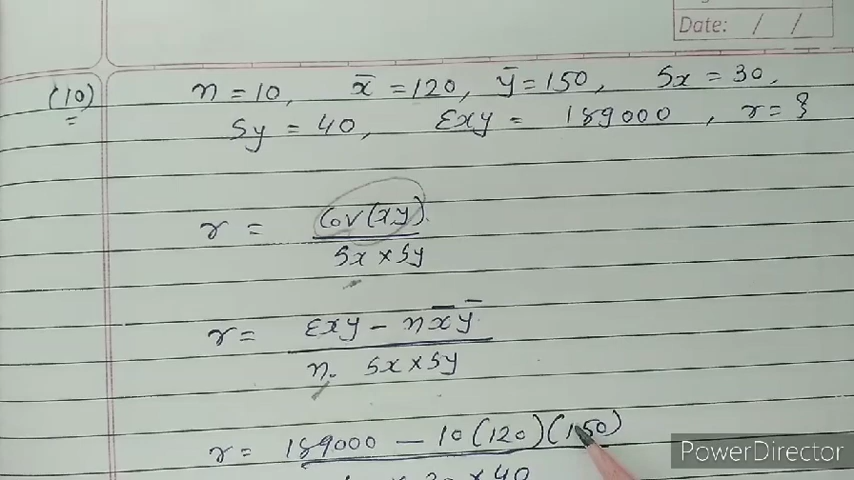 Date: / /
(10) n = 10, x̄ = 120, ȳ = 150, Sx = 30,
Sy = 40, Σxy = 189000, r = ?
r = Cov(xy)
Sx × Sy
r = Σxy − n x̄ ȳ
n. Sx × Sy
r = 189000 − 10(120)(150)
× 40
PowerDirector